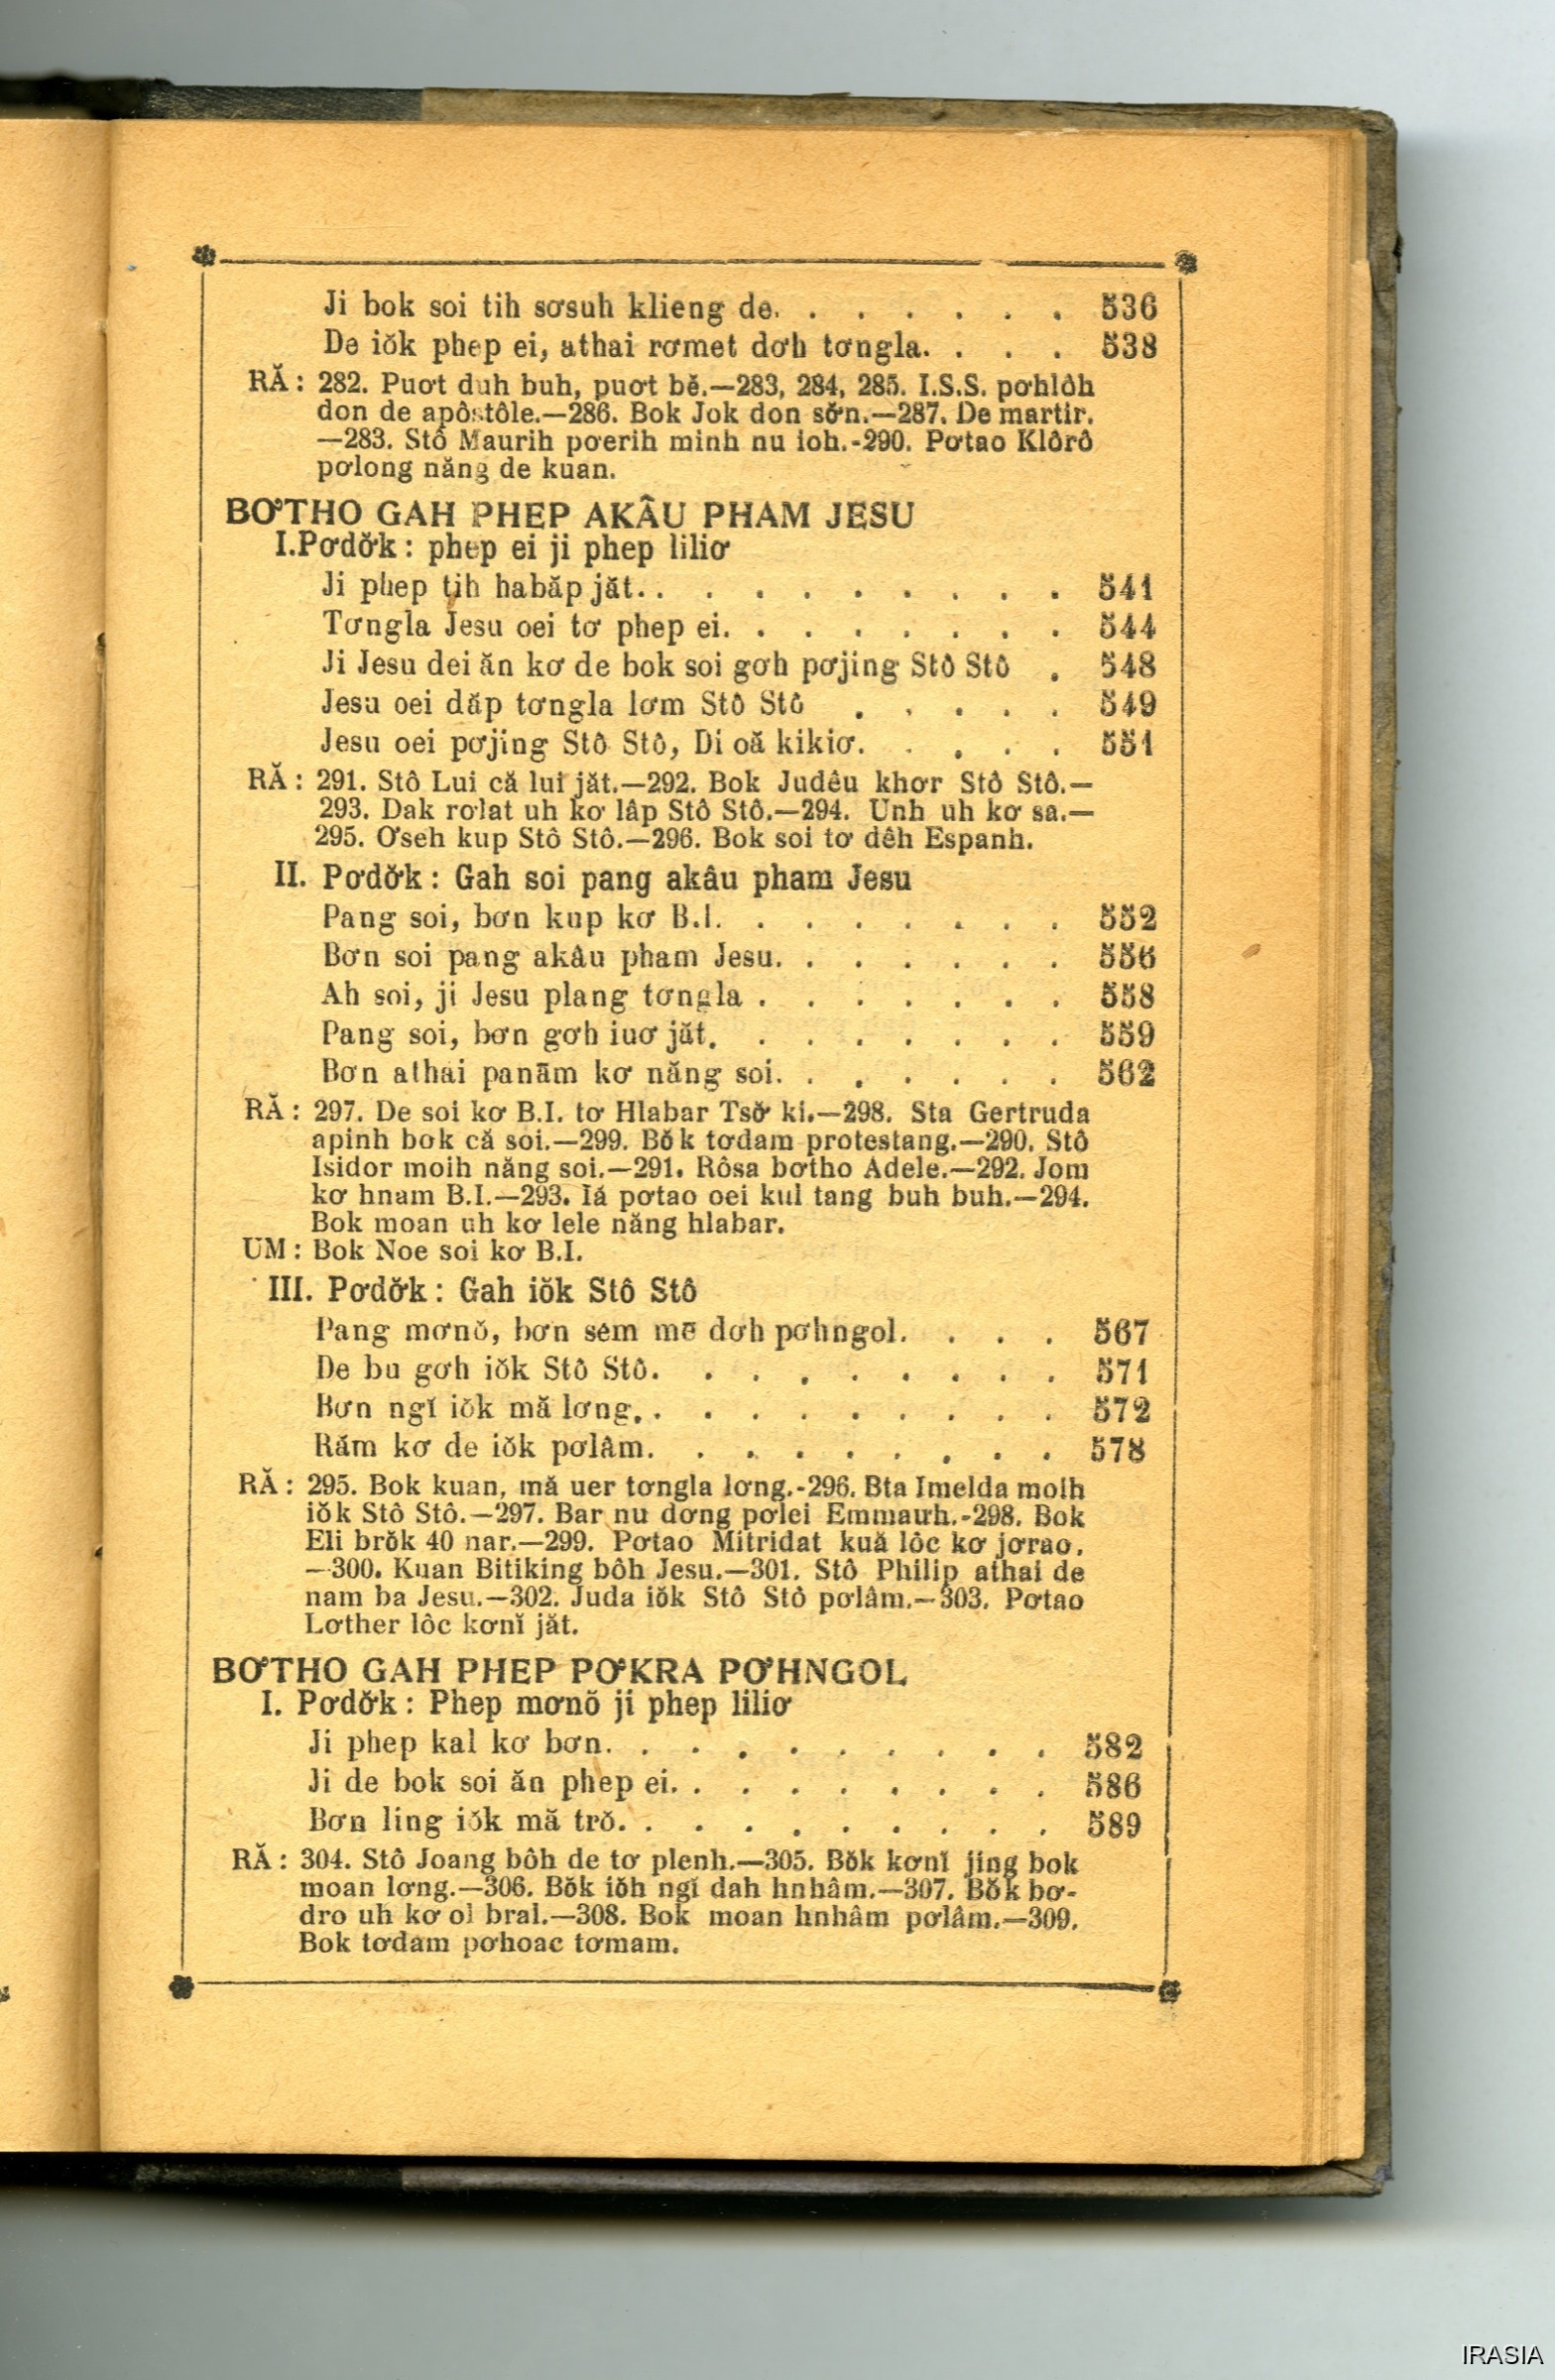 Ji bok soi tih sơsuh klieng de. . . . . . . 536
De iŏk phep ei, athai rơmet dơh tơngla. . . . 538
RĂ : 282. Puơt duh buh, puơt bĕ.—283, 284, 285. I.S.S. pơhlôh
don de apôstôle.—286. Bok Jok don sơ̆n.—287. De martir.
—283. Stô Maurih pơerih minh nu ioh.-290. Pơtao Klôrô
pơlong năng de kuan.
BƠTHO GAH PHEP AKÂU PHAM JESU
I.Pơdơ̆k : phep ei ji phep liliơ
Ji phep tih habăp jăt. . . . . . . . . . 541
Tơngla Jesu oei tơ phep ei. . . . . . . . 544
Ji Jesu dei ăn kơ de bok soi gơh pơjing Stô Stô . 548
Jesu oei dăp tơngla lơm Stô Stô . . . . . 549
Jesu oei pơjing Stô Stô, Di oă kikiơ. . . . . 551
RĂ : 291. Stô Lui că lui jăt.—292. Bok Judêu khơr Stô Stô.—
293. Dak rơlat uh kơ lâp Stô Stô.—294. Unh uh kơ sa.—
295. Ơseh kup Stô Stô.—296. Bok soi tơ dêh Espanh.
II. Pơdơ̆k : Gah soi pang akâu pham Jesu
Pang soi, bơn kup kơ B.I. . . . . . . . 552
Bơn soi pang akâu pham Jesu. . . . . . . 556
Ah soi, ji Jesu plang tơngla . . . . . . . 558
Pang soi, bơn gơh iuơ jăt. . . . . . . . 559
Bơn athai panăm kơ năng soi. . . . . . . 562
RĂ : 297. De soi kơ B.I. tơ Hlabar Tsơ̆ ki.—298. Sta Gertruda
apinh bok că soi.—299. Bŏk tơdam protestang.—290. Stô
Isidor moih năng soi.—291. Rôsa bơtho Adele.—292. Jom
kơ hnam B.I.—293. Iă pơtao oei kul tang buh buh.—294.
Bok moan uh kơ lele năng hlabar.
UM : Bok Noe soi kơ B.I.
III. Pơdơ̆k : Gah iŏk Stô Stô
Pang mơnŏ, bơn sem mĕ dơh pơhngol. . . . 567
De bu gơh iŏk Stô Stô. . . . . . . . . 571
Bơn ngĭ iŏk mă lơng. . . . . . . . . . 572
Răm kơ de iŏk pơlâm. . . . . . . . . 578
RĂ : 295. Bok kuan, mă uer tơngla lơng.-296. Bta Imelda moih
iŏk Stô Stô.—297. Bar nu dơng pơlei Emmaưh.-298. Bok
Eli brŏk 40 nar.—299. Pơtao Mitridat kuă lôc kơ jơrao.
—300. Kuan Bitiking bôh Jesu.—301. Stô Philip athai de
nam ba Jesu.—302. Juda iŏk Stô Stô pơlâm.—303. Pơtao
Lơther lôc kơnĭ jăt.
BƠTHO GAH PHEP PƠKRA PƠHNGOL
I. Pơdơ̆k : Phep mơnŏ ji phep liliơ
Ji phep kal kơ bơn. . . . . . . . . . 582
Ji de bok soi ăn phep ei. . . . . . . . . 586
Bơn ling iŏk mă trŏ. . . . . . . . . . 589
RĂ : 304. Stô Joang bôh de tơ plenh.—305. Bŏk kơnĭ jing bok
moan lơng.—306. Bŏk iŏh ngĭ dah hnhâm.—307. Bŏk bơ-
dro uh kơ ol bral.—308. Bok moan hnhâm pơlâm.—309.
Bok tơdam pơhoac tơmam.
IRASIA